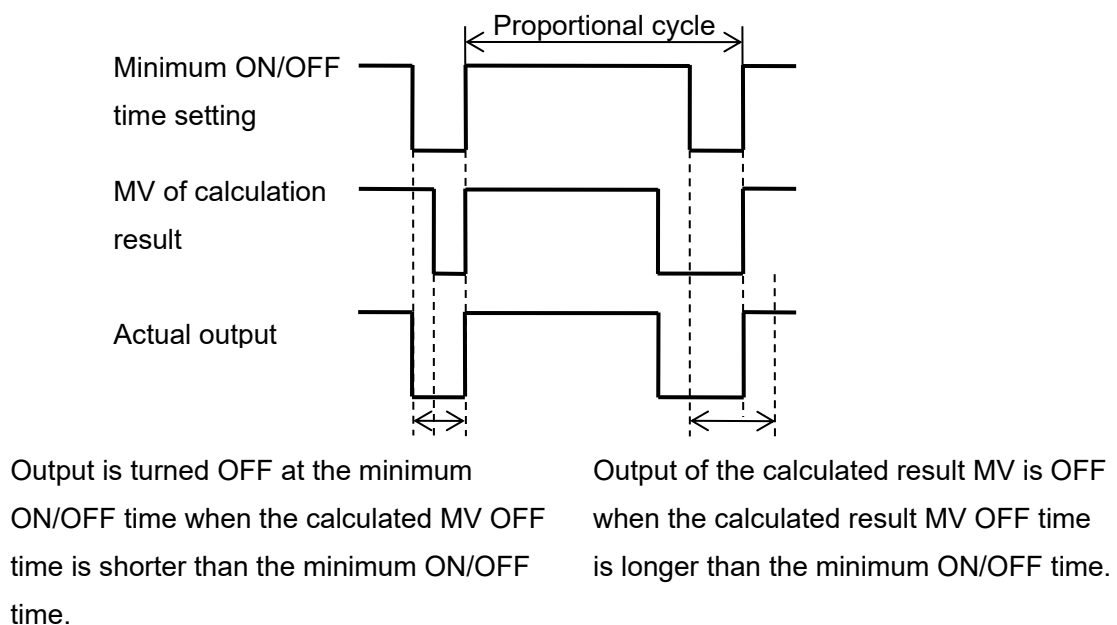 Proportional cycle
Minimum ON/OFF
time setting
MV of calculation
result
Actual output
Output is turned OFF at the minimum
ON/OFF time when the calculated MV OFF
time is shorter than the minimum ON/OFF
time.
Output of the calculated result MV is OFF
when the calculated result MV OFF time
is longer than the minimum ON/OFF time.